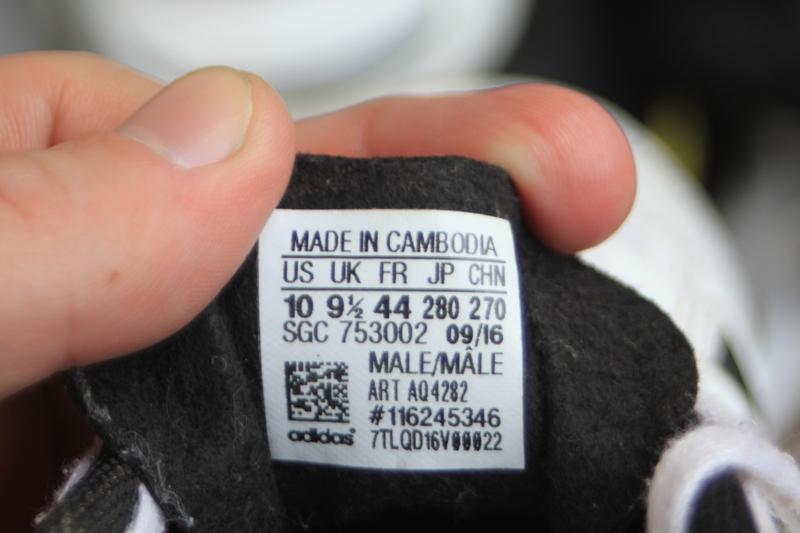 MADE IN CAMBODIA
US UK FR JP CHN
10 9½ 44 280 270
SGC 753002 09/16
MALE/MÂLE
ART AQ4282
#116245346
adidas
7TLQD16V00022